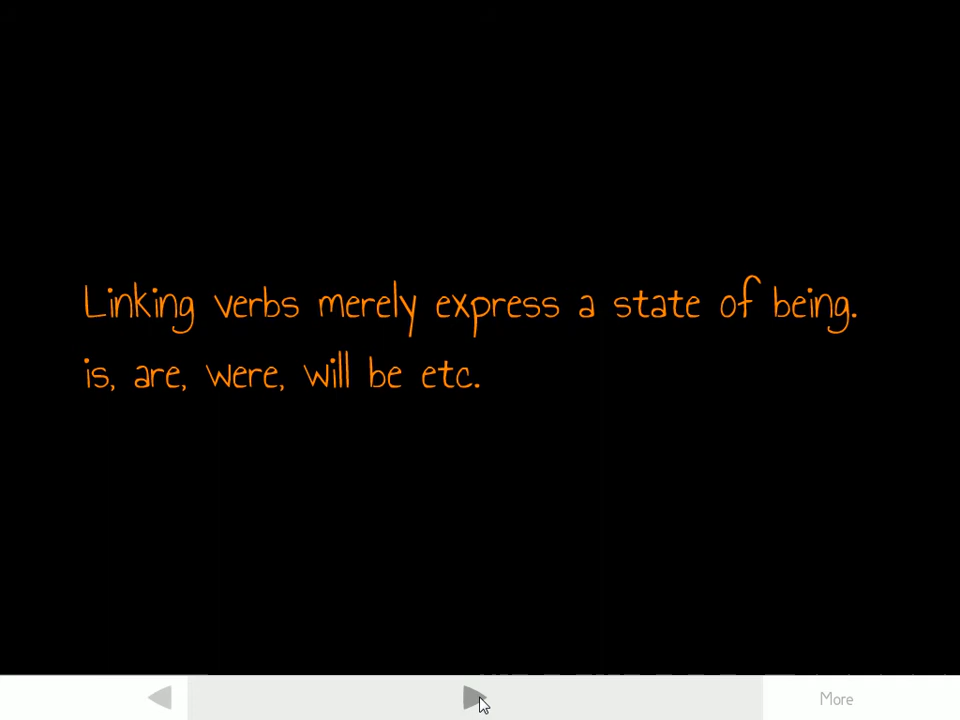 Linking verbs merely express a state of being.
is, are, were, will be etc.
More